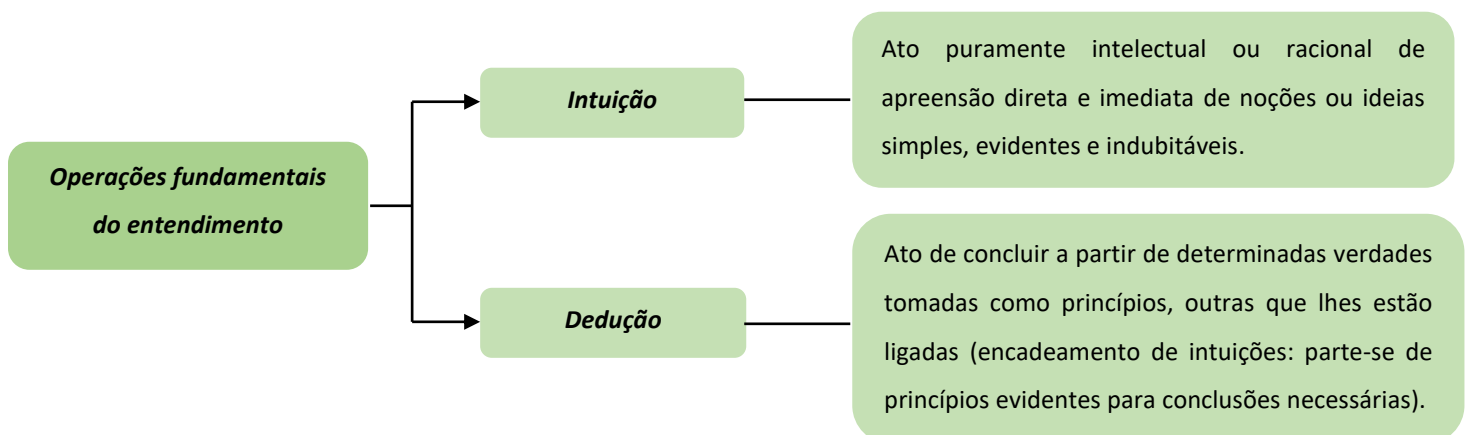 Operações fundamentais
do entendimento
Intuição
Ato puramente intelectual ou racional de
apreensão direta e imediata de noções ou ideias
simples, evidentes e indubitáveis.
Dedução
Ato de concluir a partir de determinadas verdades
tomadas como princípios, outras que lhes estão
ligadas (encadeamento de intuições: parte-se de
princípios evidentes para conclusões necessárias).